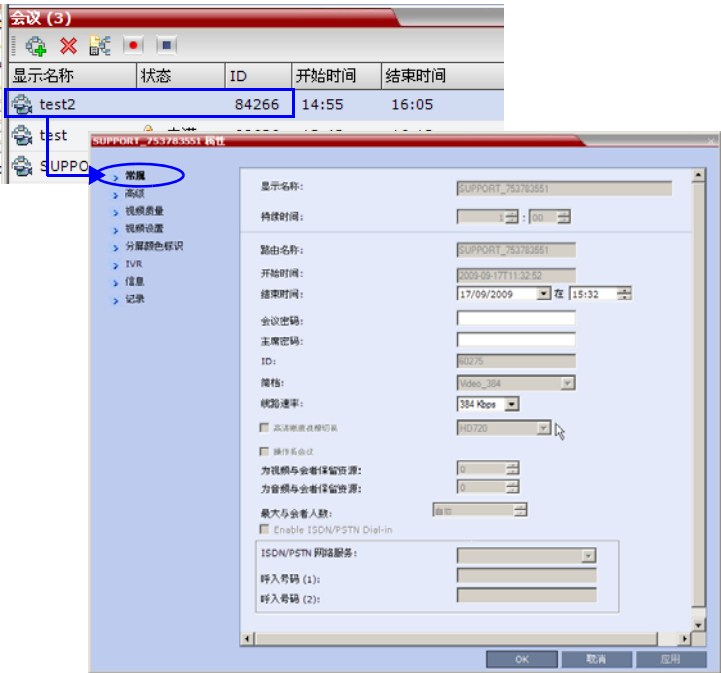 会议 (3)
显示名称 状态 ID 开始时间 结束时间
test2 84266 14:55 16:05
test
SUPPO
SUPPORT_753783551 属性
常规
高级
视频质量
视频设置
分屏颜色标识
IVR
信息
记录
显示名称: SUPPORT_753783551
持续时间: 1 : 00
路由名称: SUPPORT_753783551
开始时间: 2009-09-17T11:32:52
结束时间: 17/09/2009 在 15:32
会议密码:
主席密码:
ID: 60275
简档: Video_384
线路速率: 384 Kbps
HD720
操作员会议
为视频与会者保留资源: 0
为音频与会者保留资源: 0
最大与会者人数: 自动
Enable ISDN/PSTN Dial-in
ISDN/PSTN 网络服务:
呼入号码 (1):
呼入号码 (2):
OK 取消 应用